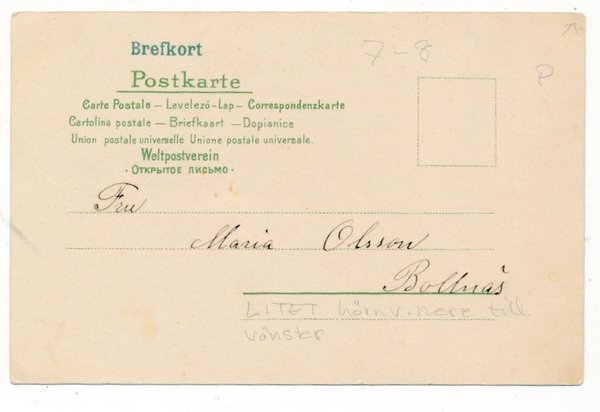 Brefkort
7-8
P
Postkarte
Carte Postale – Levelező-Lap – Correspondenzkarte
Cartolina postale – Briefkaart – Dopisnice
Union postale universelle Unione postale universale.
Weltpostverein
· ОТКРЫТОЕ ПИСЬМО ·
Fru
Maria Olsson
Bollnäs
LITET hörnv. nere till
vänster